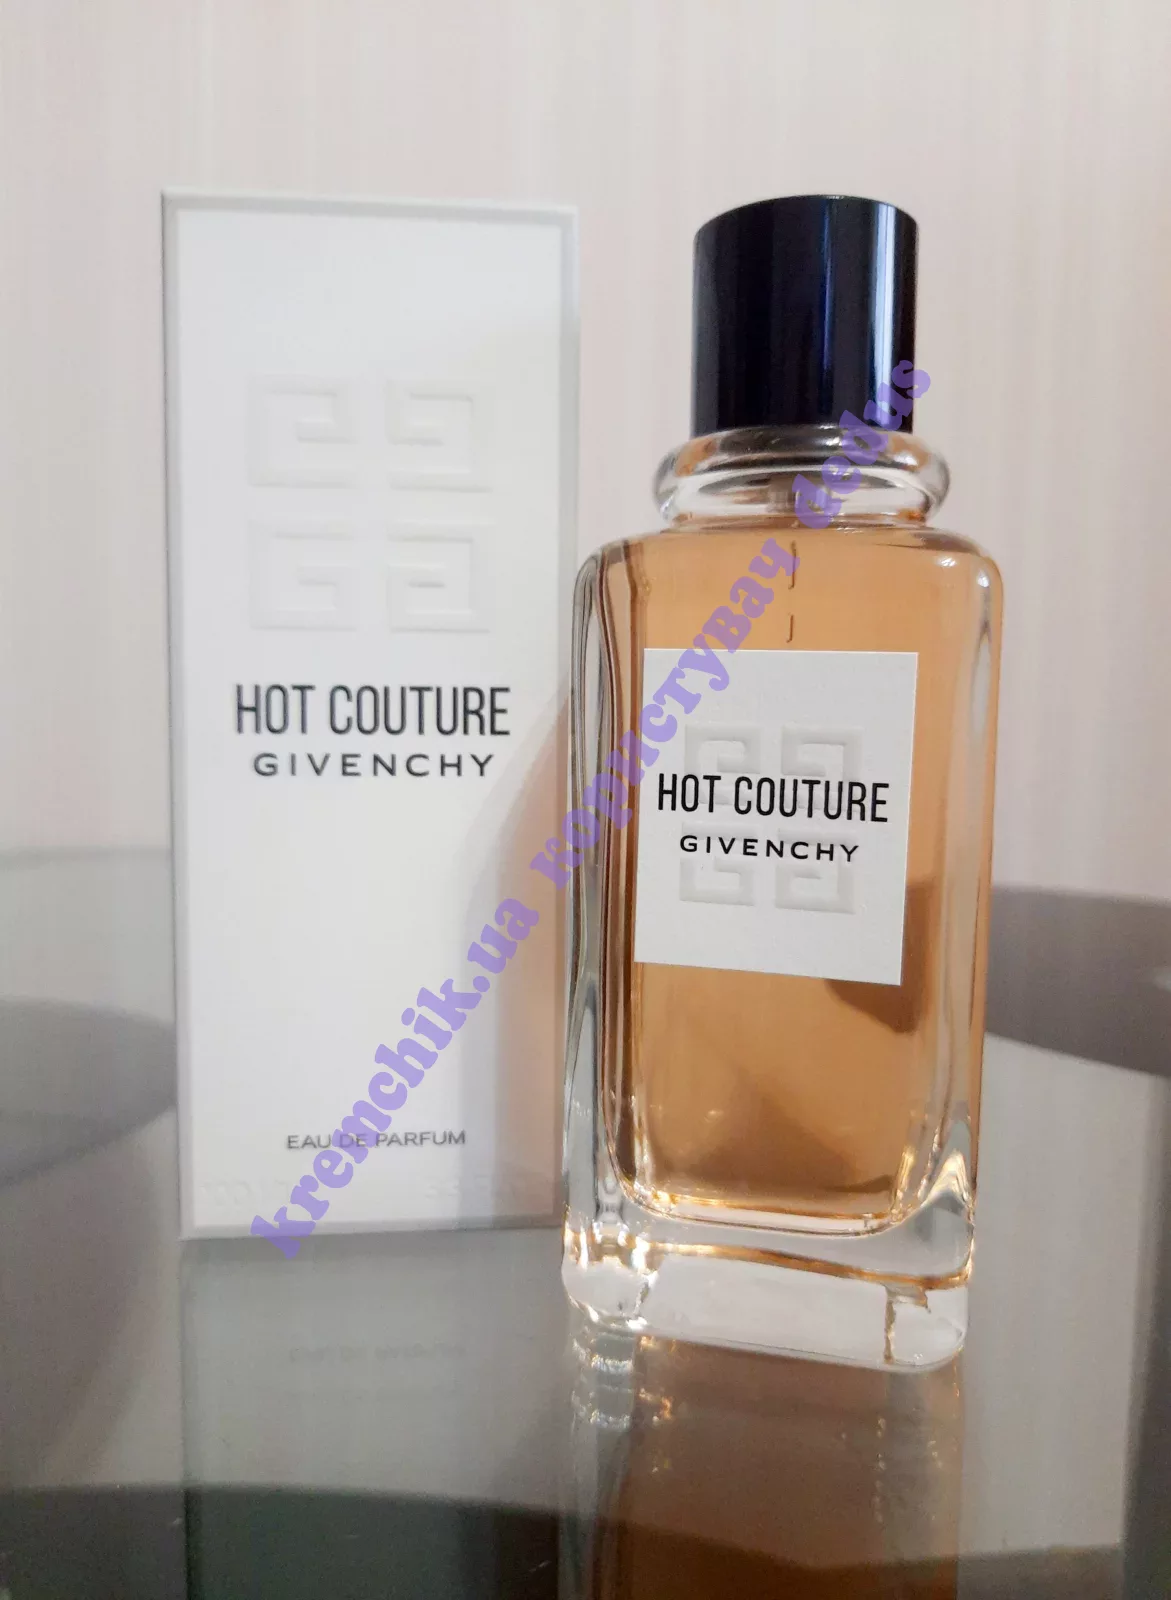 HOT COUTURE
GIVENCHY
EAU DE PARFUM
HOT COUTURE
GIVENCHY
kremchik.ua користувач dedus